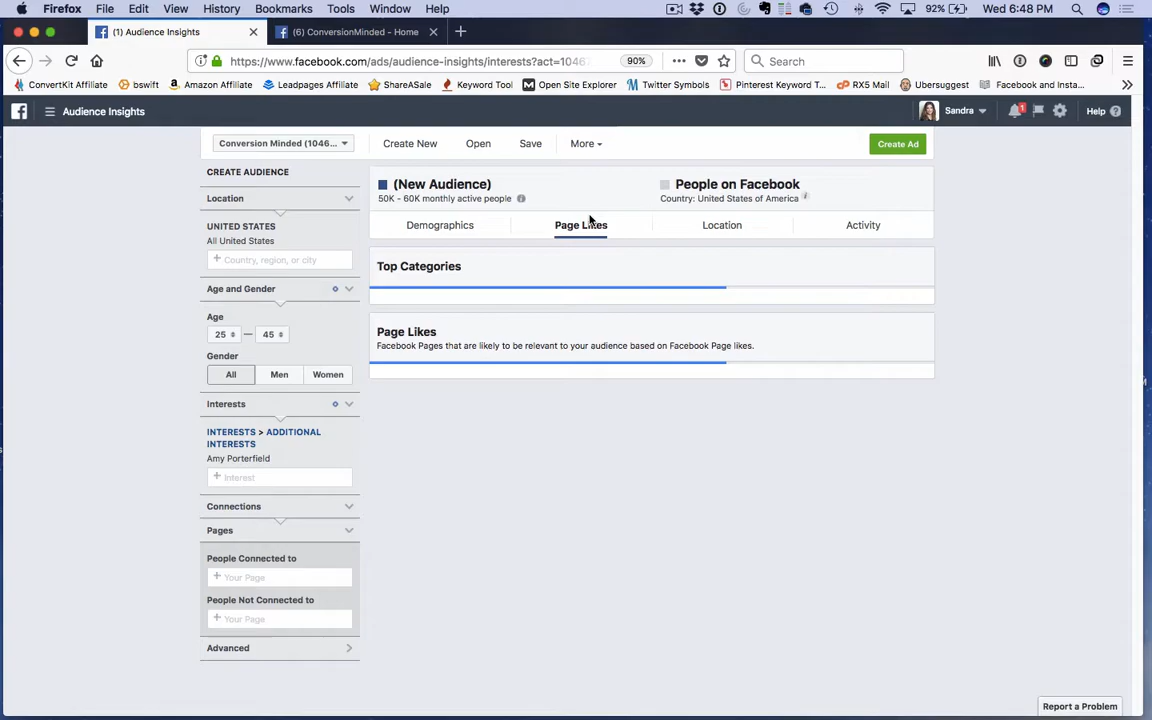 Firefox File Edit View History Bookmarks Tools Window Help 92% Wed 6:48 PM
(1) Audience Insights
(6) ConversionMinded - Home
https://www.facebook.com/ads/audience-insights/interests?act=1046
90%
Search
ConvertKit Affiliate bswift Amazon Affiliate Leadpages Affiliate ShareASale Keyword Tool Open Site Explorer Twitter Symbols Pinterest Keyword T... RX5 Mail Ubersuggest Facebook and Insta...
Audience Insights
Sandra
1
Help
Conversion Minded (1046...
Create New Open Save More
Create Ad
CREATE AUDIENCE
Location
UNITED STATES
All United States
+ Country, region, or city
Age and Gender
Age
25 — 45
Gender
All Men Women
Interests
INTERESTS > ADDITIONAL
INTERESTS
Amy Porterfield
+ Interest
Connections
Pages
People Connected to
+ Your Page
People Not Connected to
+ Your Page
Advanced
(New Audience)
50K - 60K monthly active people
People on Facebook
Country: United States of America
Demographics Page Likes Location Activity
Top Categories
Page Likes
Facebook Pages that are likely to be relevant to your audience based on Facebook Page likes.
Report a Problem